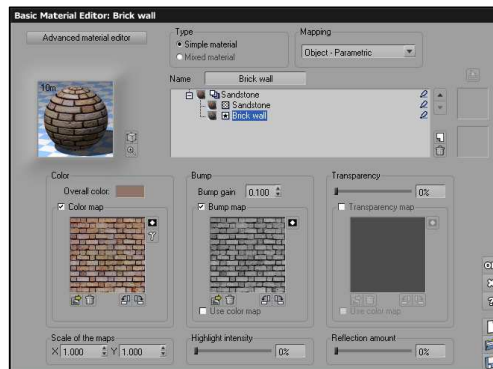 Basic Material Editor: Brick wall
Advanced material editor
Type
Simple material
Mixed material
Mapping
Object - Parametric
10m
Name
Brick wall
Sandstone
Sandstone
Brick wall
Color
Overall color:
Color map
Bump
Bump gain
0.100
Bump map
Use color map
Transparency
0%
Transparency map
Use color map
Scale of the maps
X 1.000
Y 1.000
Highlight intensity
0%
Reflection amount
0%